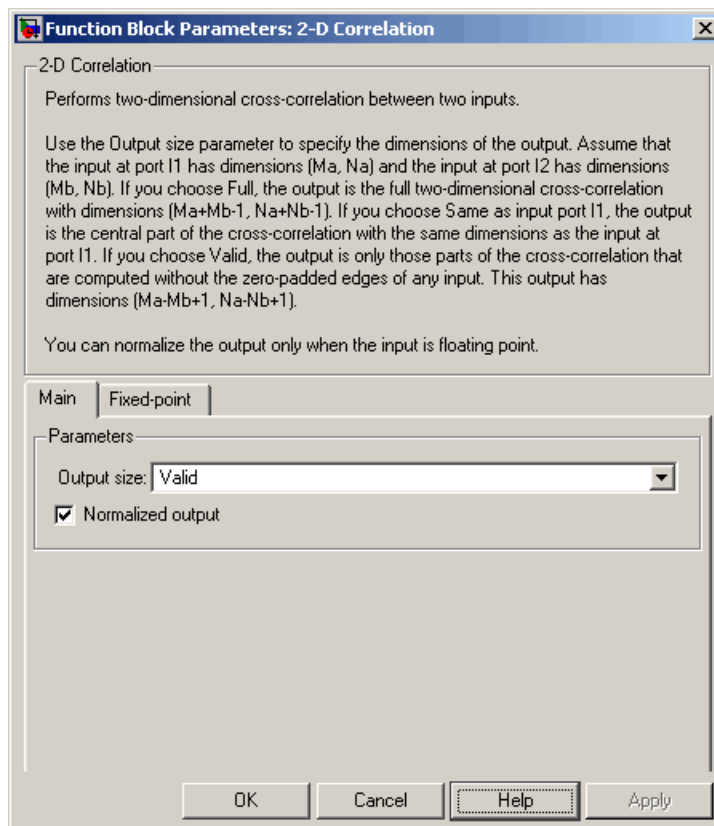 Function Block Parameters: 2-D Correlation
2-D Correlation
Performs two-dimensional cross-correlation between two inputs.
Use the Output size parameter to specify the dimensions of the output. Assume that
the input at port I1 has dimensions (Ma, Na) and the input at port I2 has dimensions
(Mb, Nb). If you choose Full, the output is the full two-dimensional cross-correlation
with dimensions (Ma+Mb-1, Na+Nb-1). If you choose Same as input port I1, the output
is the central part of the cross-correlation with the same dimensions as the input at
port I1. If you choose Valid, the output is only those parts of the cross-correlation that
are computed without the zero-padded edges of any input. This output has
dimensions (Ma-Mb+1, Na-Nb+1).
You can normalize the output only when the input is floating point.
Main Fixed-point
Parameters
Output size: Valid
Normalized output
OK Cancel Help Apply